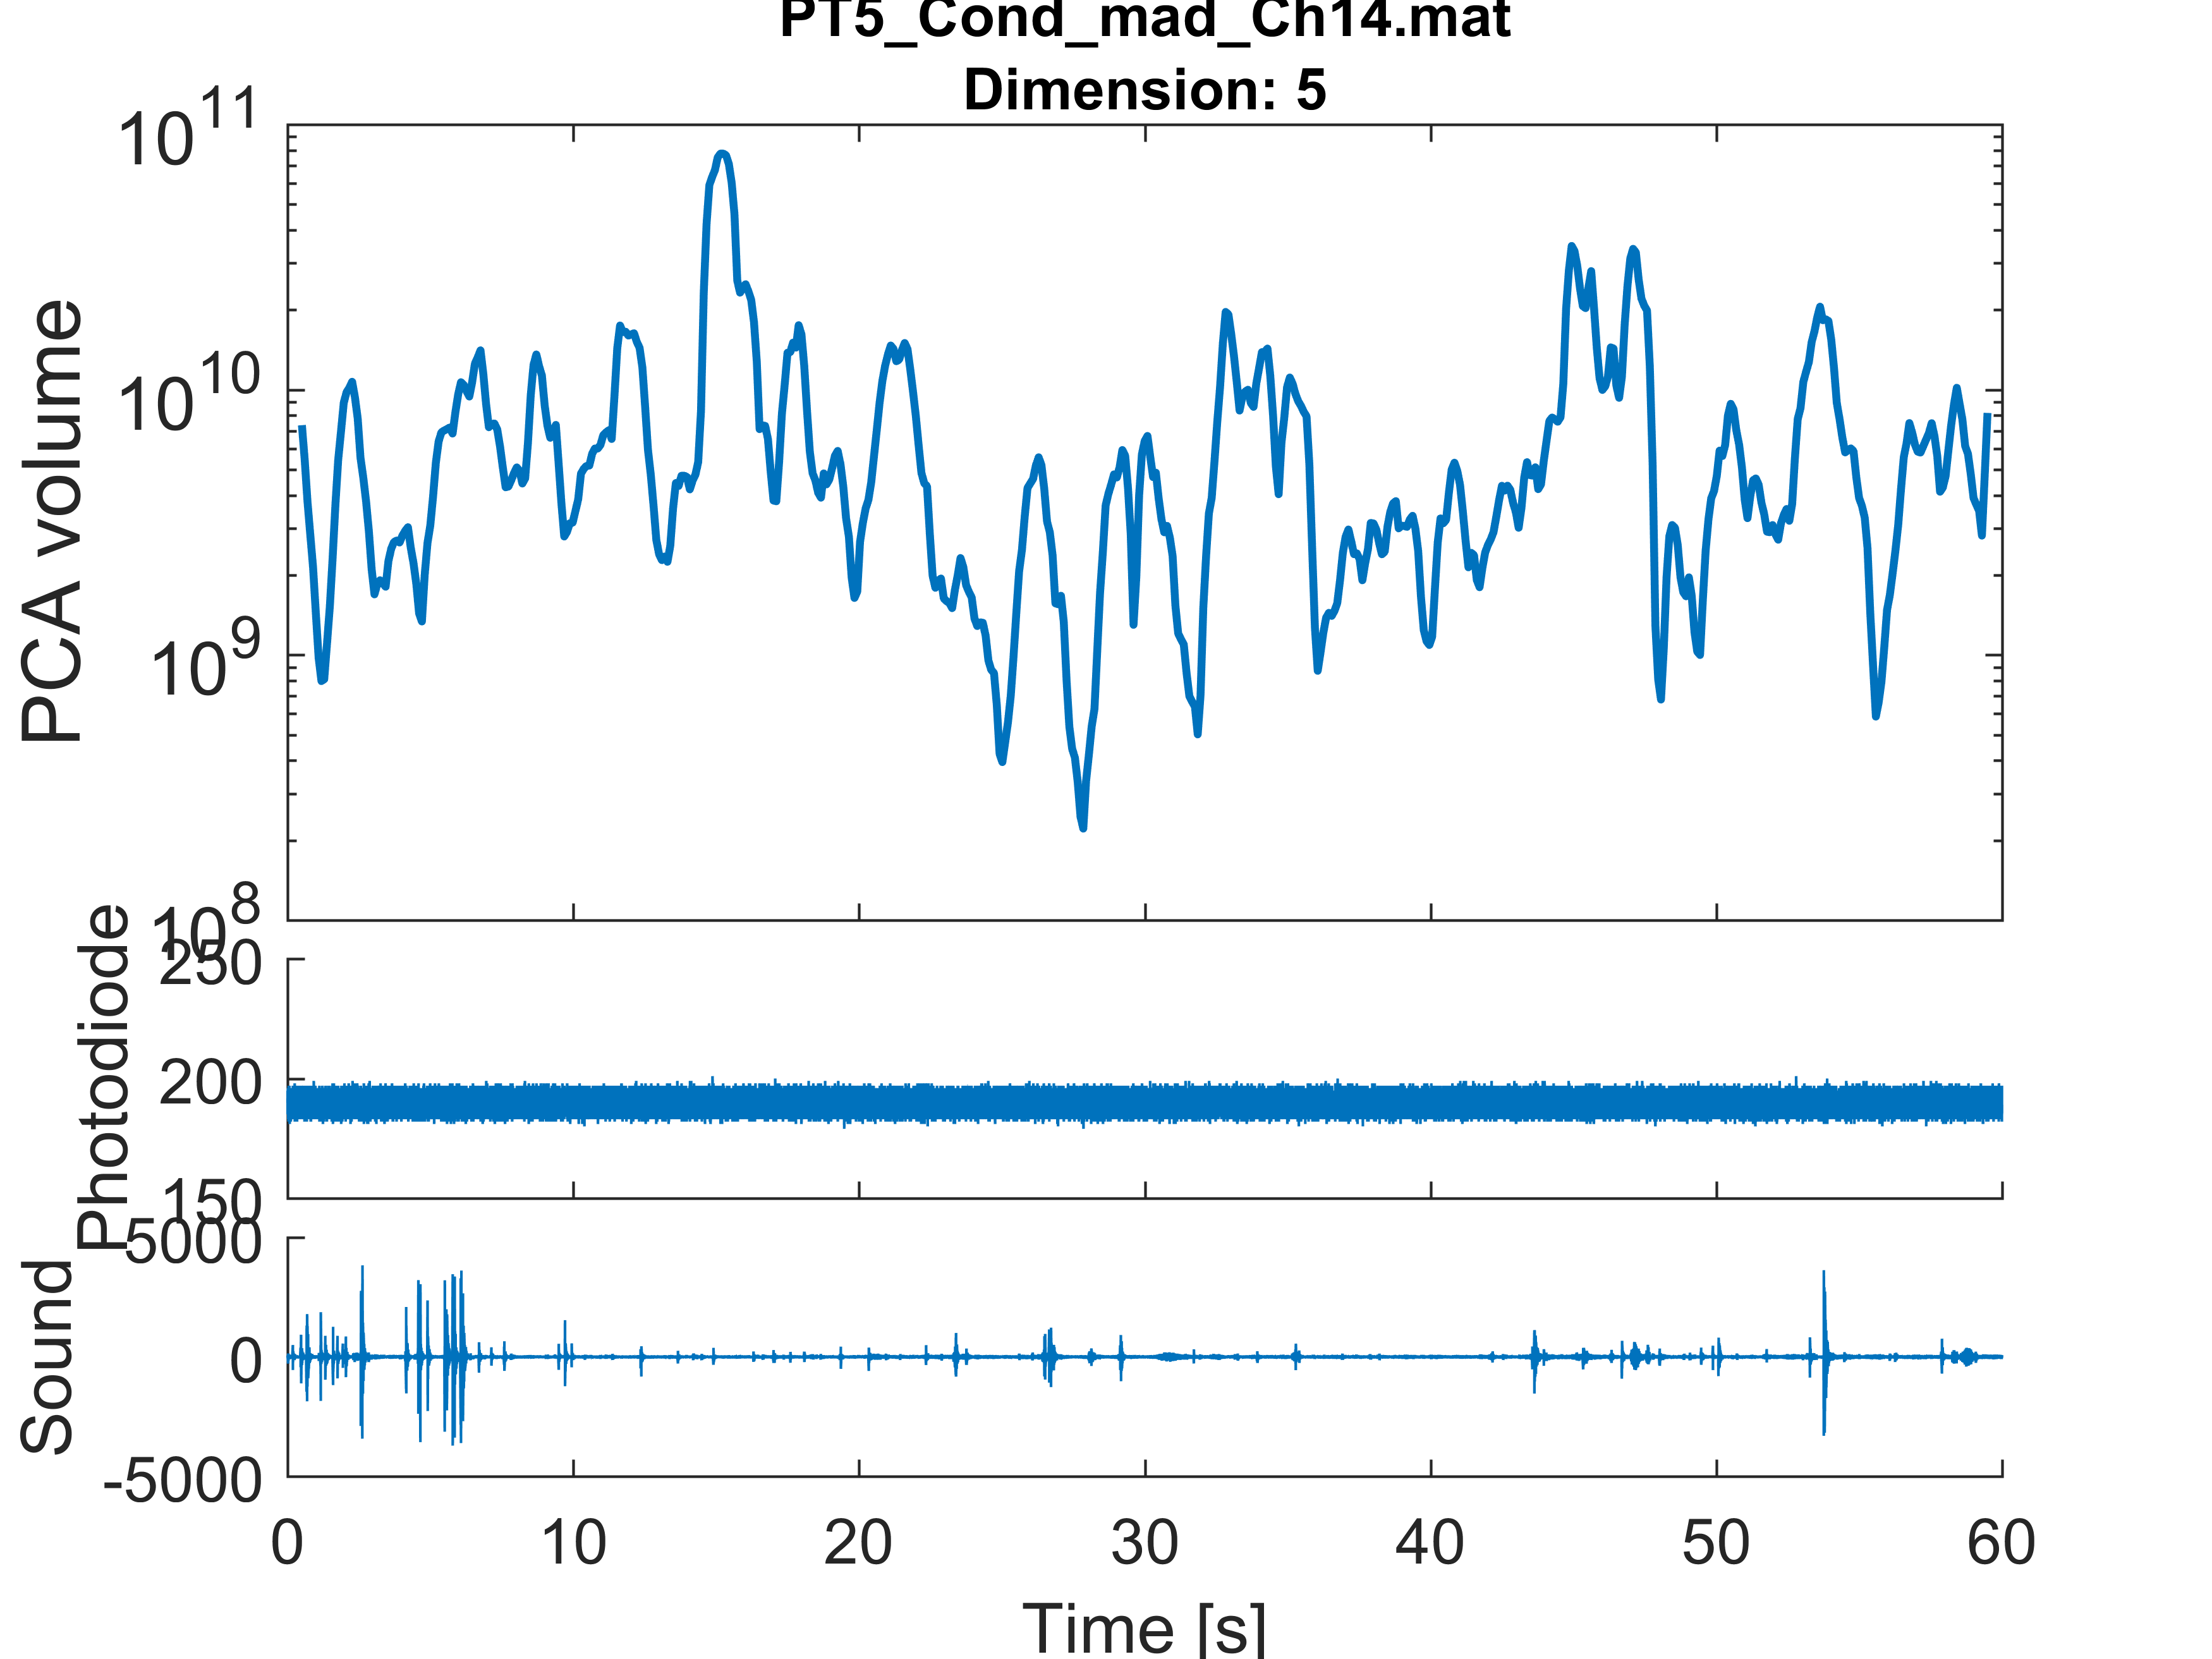 PT5_Cond_mad_Ch14.mat
Dimension: 5
PCA volume
10^11
10^10
10^9
10^8
Photodiode
250
200
150
Sound
5000
0
-5000
0 10 20 30 40 50 60
Time [s]